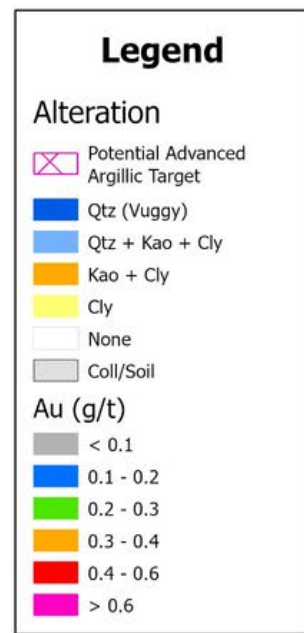 Legend
Alteration
Potential Advanced
Argillic Target
Qtz (Vuggy)
Qtz + Kao + Cly
Kao + Cly
Cly
None
Coll/Soil
Au (g/t)
< 0.1
0.1 - 0.2
0.2 - 0.3
0.3 - 0.4
0.4 - 0.6
> 0.6